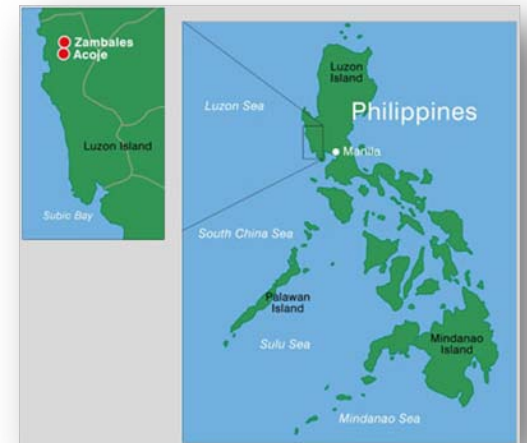 Zambales
Acoje
Luzon Island
Subic Bay
Luzon
Island
Luzon Sea
Philippines
Manila
South China Sea
Palawan
Island
Sulu Sea
Mindanao
Island
Mindanao Sea